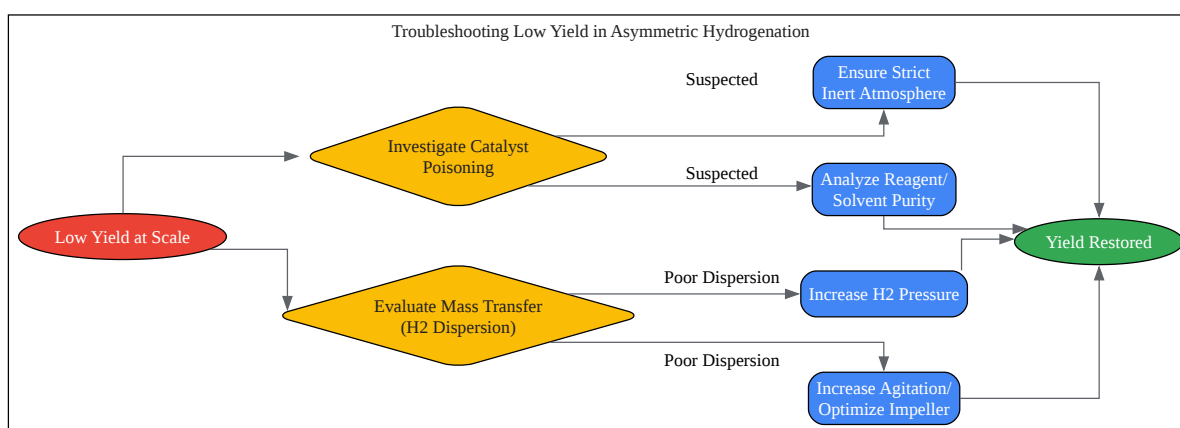 Troubleshooting Low Yield in Asymmetric Hydrogenation
Suspected
Ensure Strict
Inert Atmosphere
Investigate Catalyst
Poisoning
Suspected
Analyze Reagent/
Solvent Purity
Low Yield at Scale
Yield Restored
Poor Dispersion
Increase H2 Pressure
Evaluate Mass Transfer
(H2 Dispersion)
Poor Dispersion
Increase Agitation/
Optimize Impeller